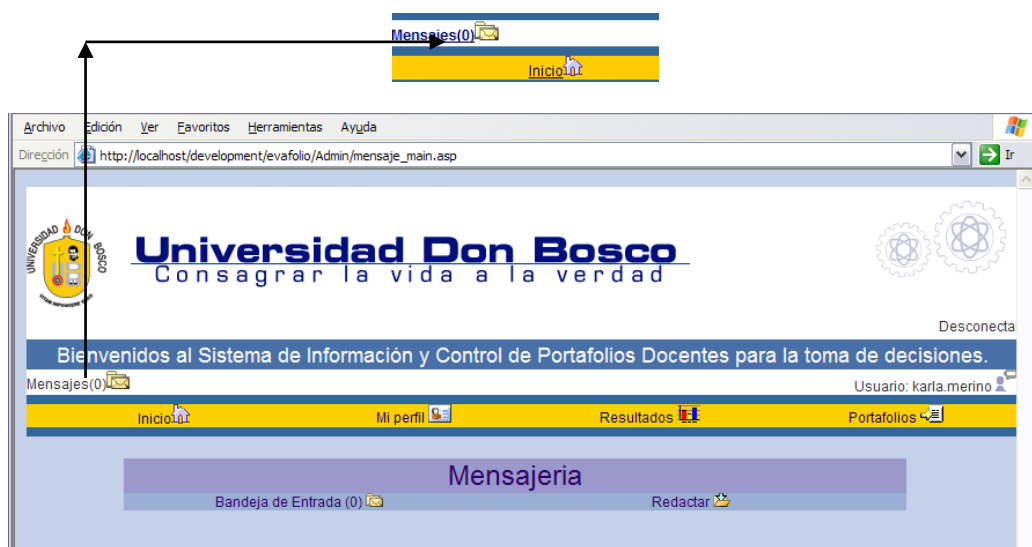 Mensajes(0)
Inicio
Archivo Edición Ver Favoritos Herramientas Ayuda
Dirección http://localhost/development/evafolio/Admin/mensaje_main.asp Ir
UNIVERSIDAD DON BOSCO
Universidad Don Bosco
Consagrar la vida a la verdad
Desconecta
Bienvenidos al Sistema de Información y Control de Portafolios Docentes para la toma de decisiones.
Mensajes(0) Usuario: karla.merino
Inicio Mi perfil Resultados Portafolios
Mensajeria
Bandeja de Entrada (0) Redactar